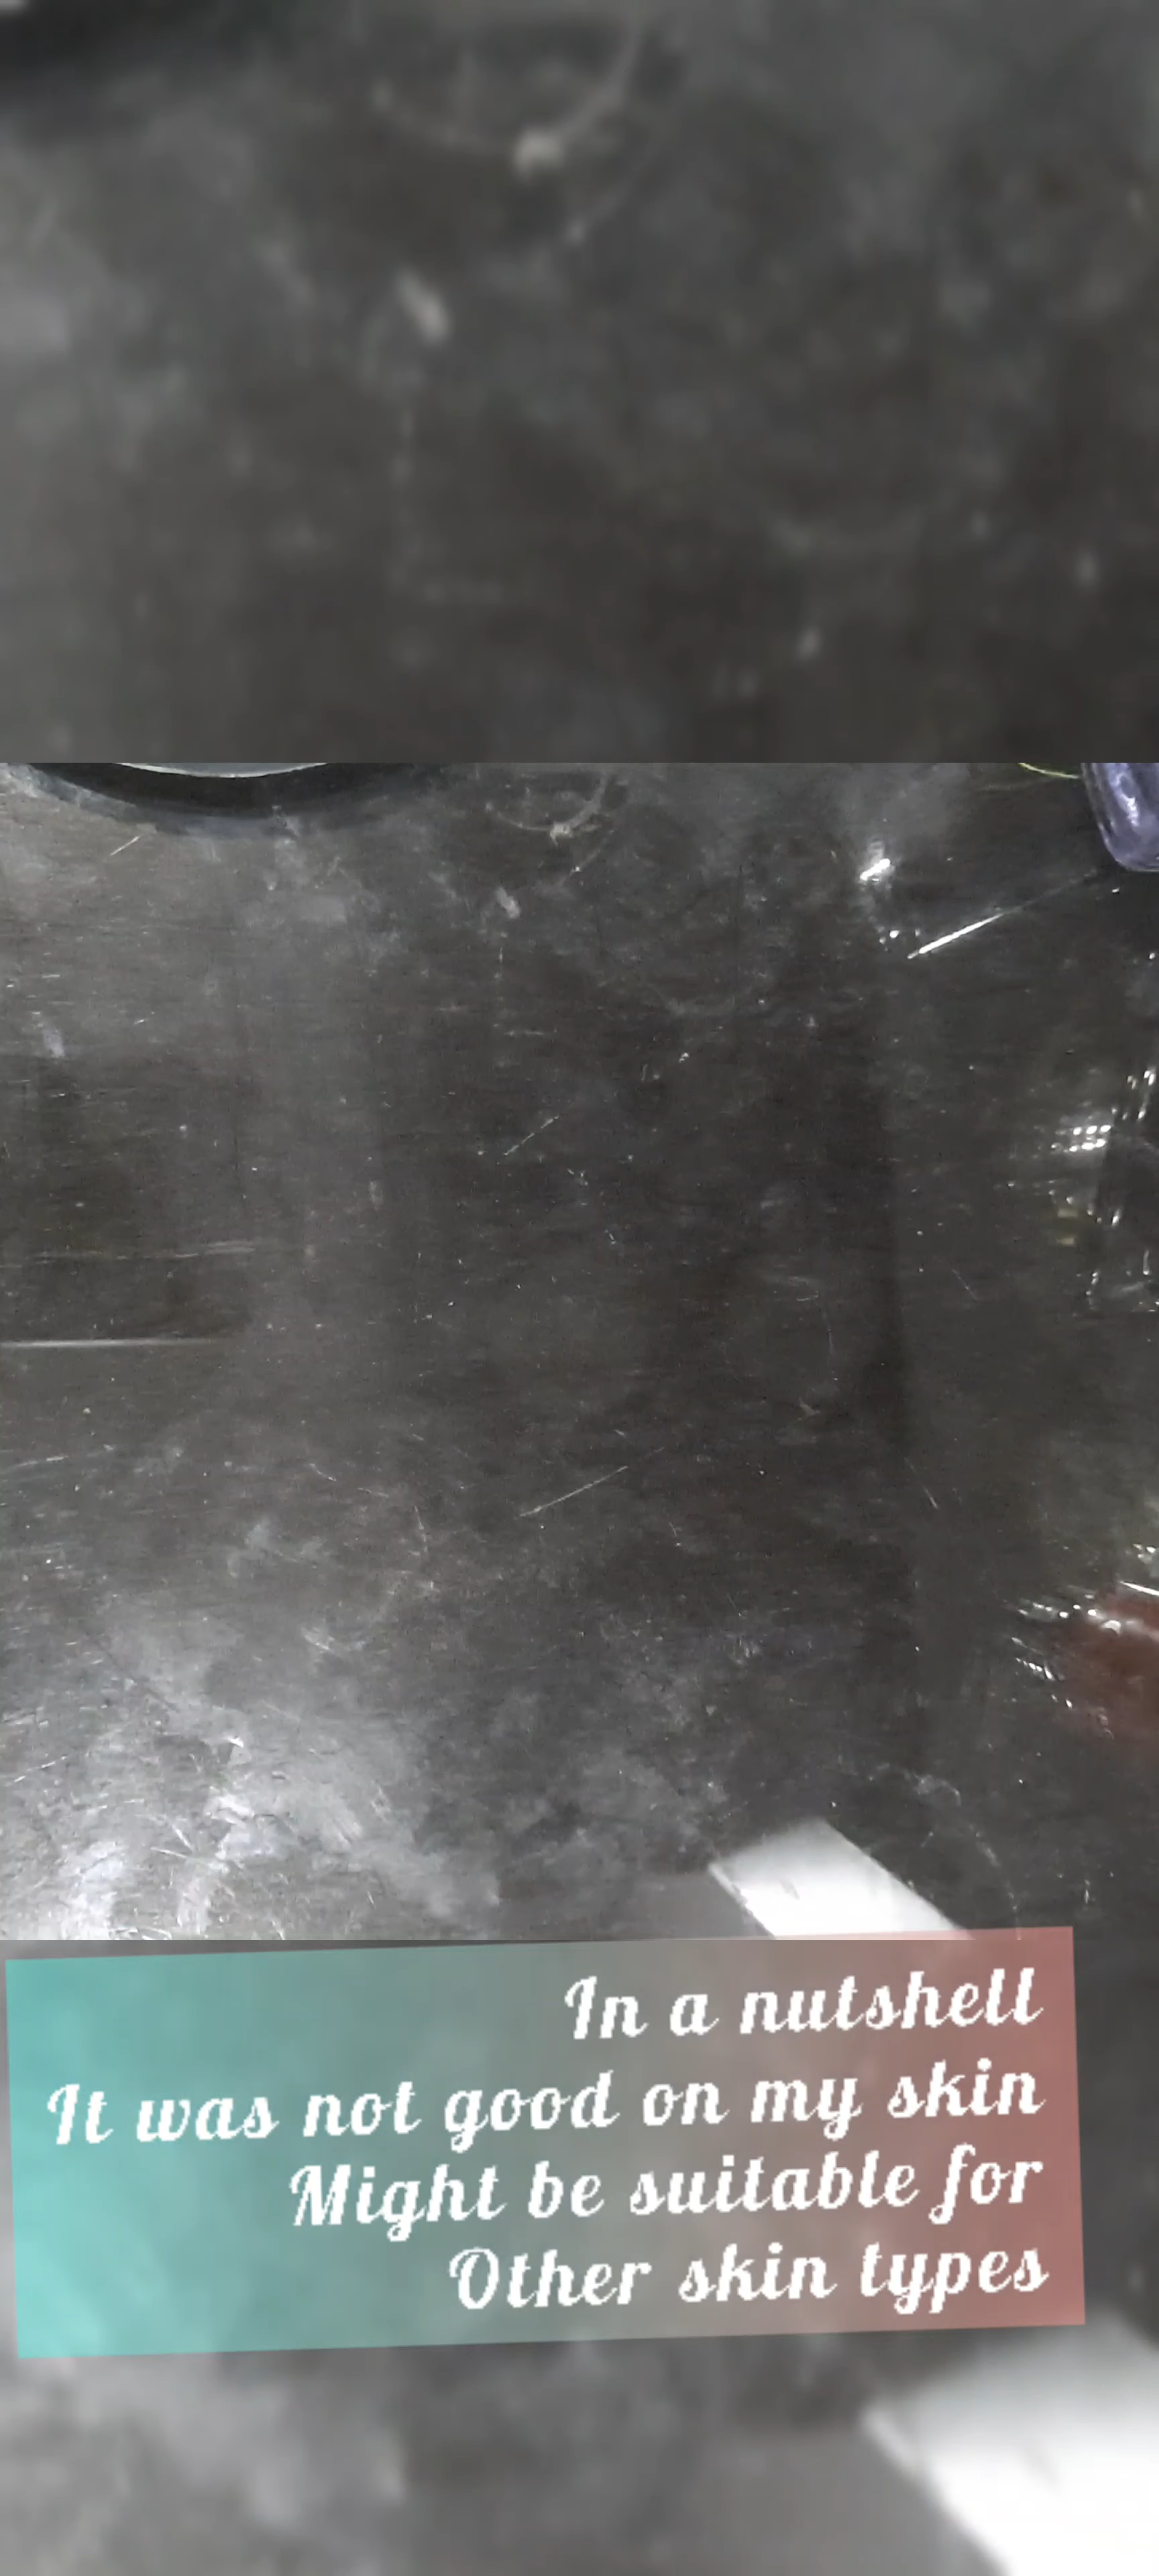 In a nutshell
It was not good on my skin
Might be suitable for
Other skin types